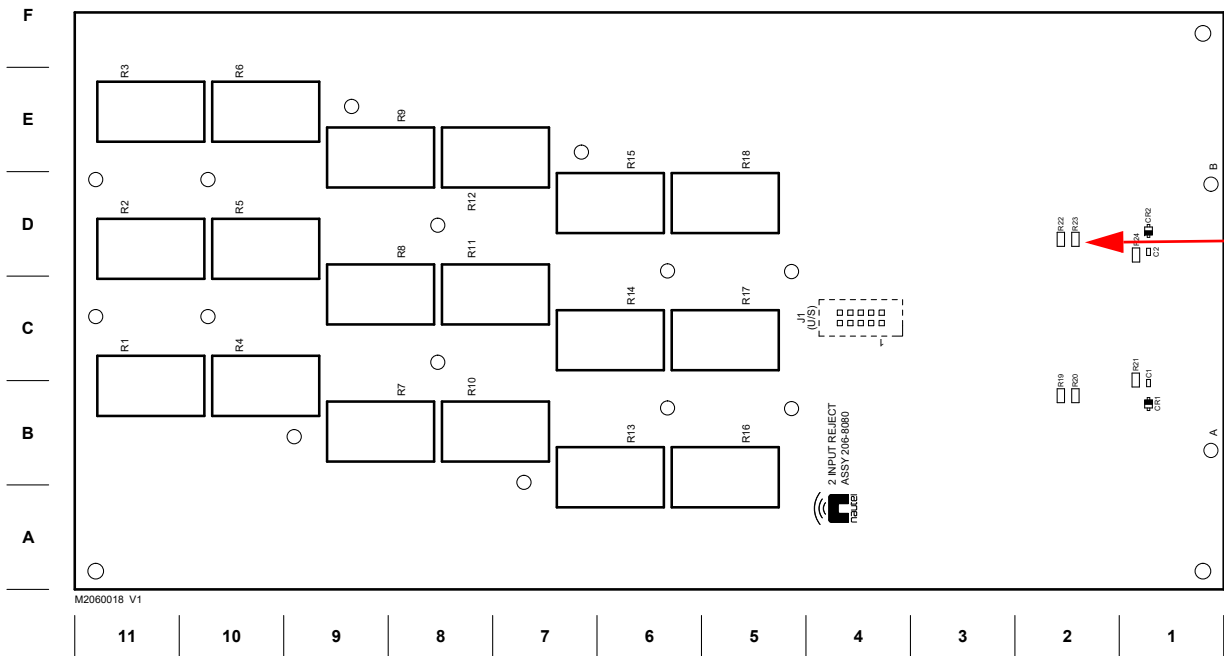 F
E
D
C
B
A
R3
R6
R9
R15
R18
R2
R5
R12
R8
R11
R14
R17
R1
R4
R7
R10
R13
R16
R22
R23
CR2
R24
C2
B
J1
(U/S)
1
R19
R20
R21
C1
CR1
A
2 INPUT REJECT
ASSY 206-8080
nautel
M2060018 V1
11 10 9 8 7 6 5 4 3 2 1